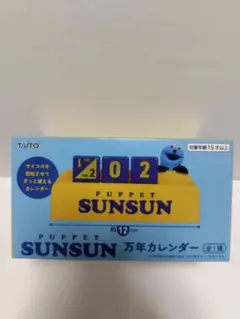 TAITO
対象年齢15才以上
サイコロを
回転させて
ずっと使える
カレンダー
1/2
0
2
PUPPET
SUNSUN
約12cm
PUPPET
SUNSUN 万年カレンダー 全1種